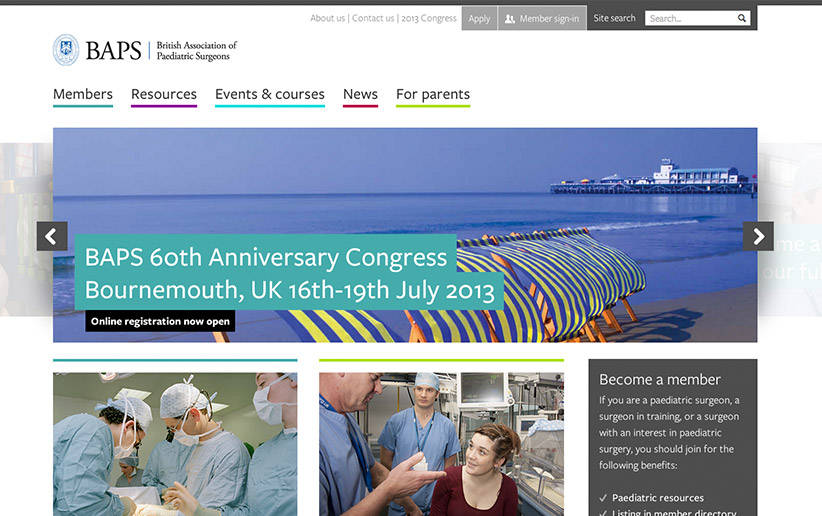 About us | Contact us | 2013 Congress
Apply
Member sign-in
Site search
Search...
BAPS
British Association of
Paediatric Surgeons
Members
Resources
Events & courses
News
For parents
BAPS 60th Anniversary Congress
Bournemouth, UK 16th-19th July 2013
Online registration now open
me a
our ful
Become a member
If you are a paediatric surgeon, a
surgeon in training, or a surgeon
with an interest in paediatric
surgery, you should join for the
following benefits:
Paediatric resources
Listing in member directory